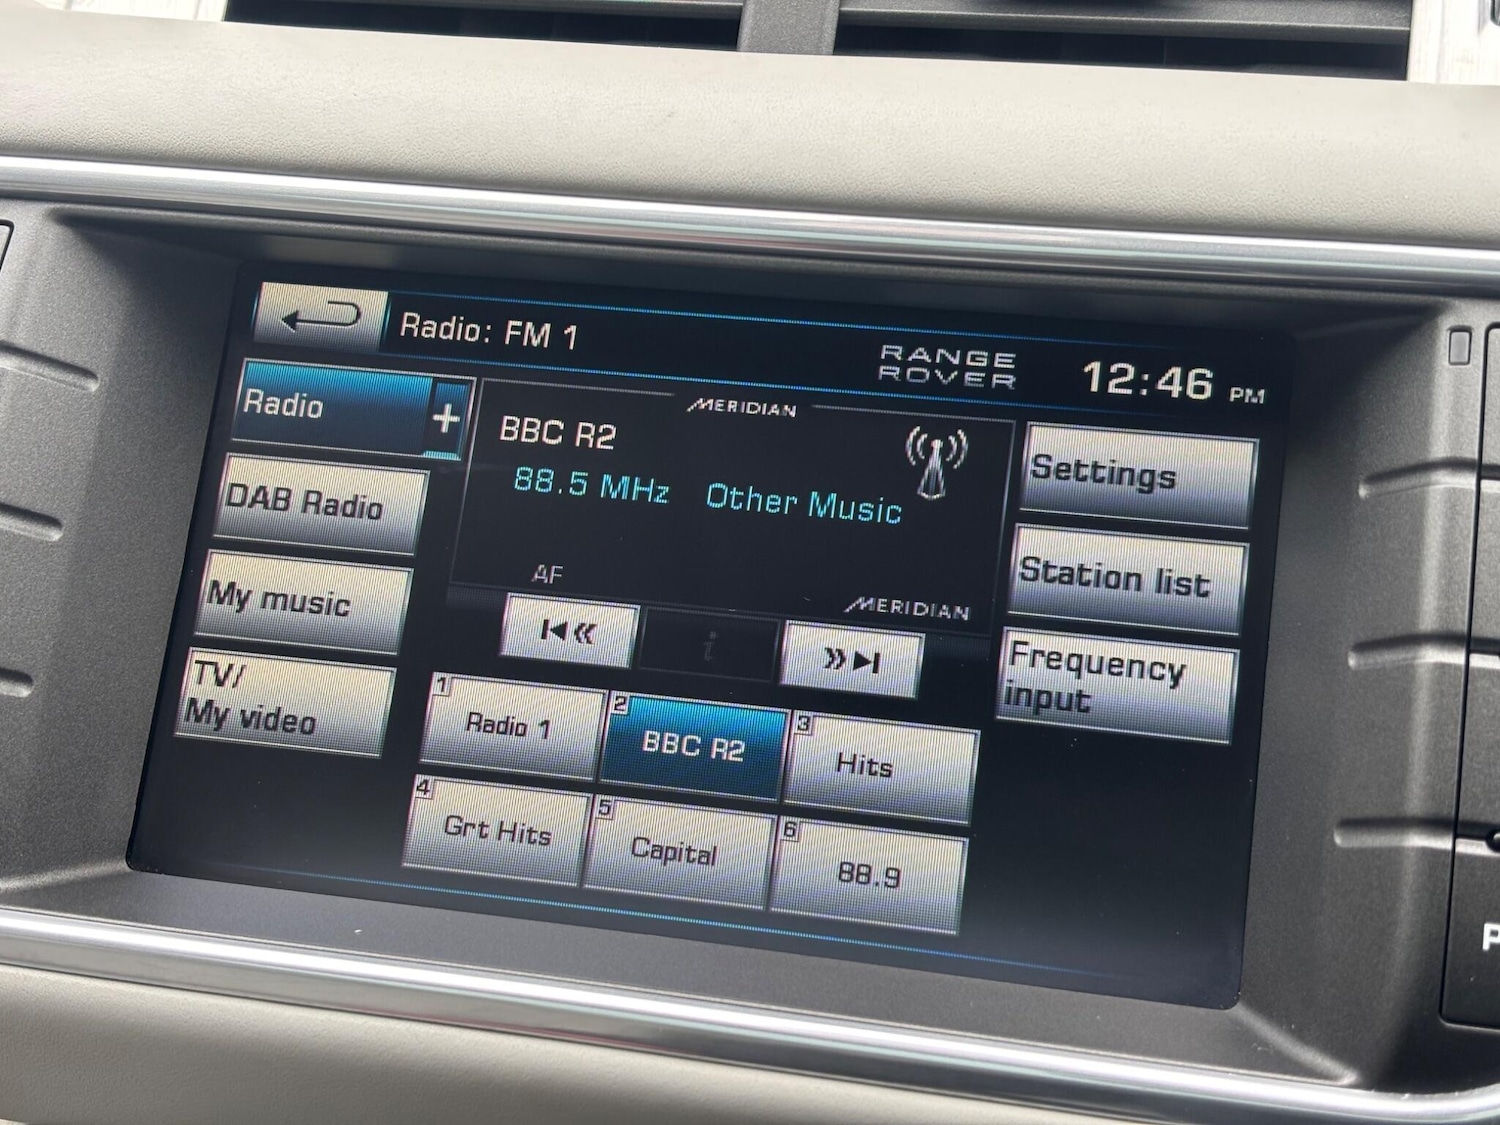 Radio: FM 1
RANGE
ROVER
12:46 PM
Radio
+
DAB Radio
My music
TV/
My video
MERIDIAN
BBC R2
88.5 MHz Other Music
AF
MERIDIAN
i
Settings
Station list
Frequency
input
1
Radio 1
2
BBC R2
3
Hits
4
Grt Hits
5
Capital
6
88.9
P